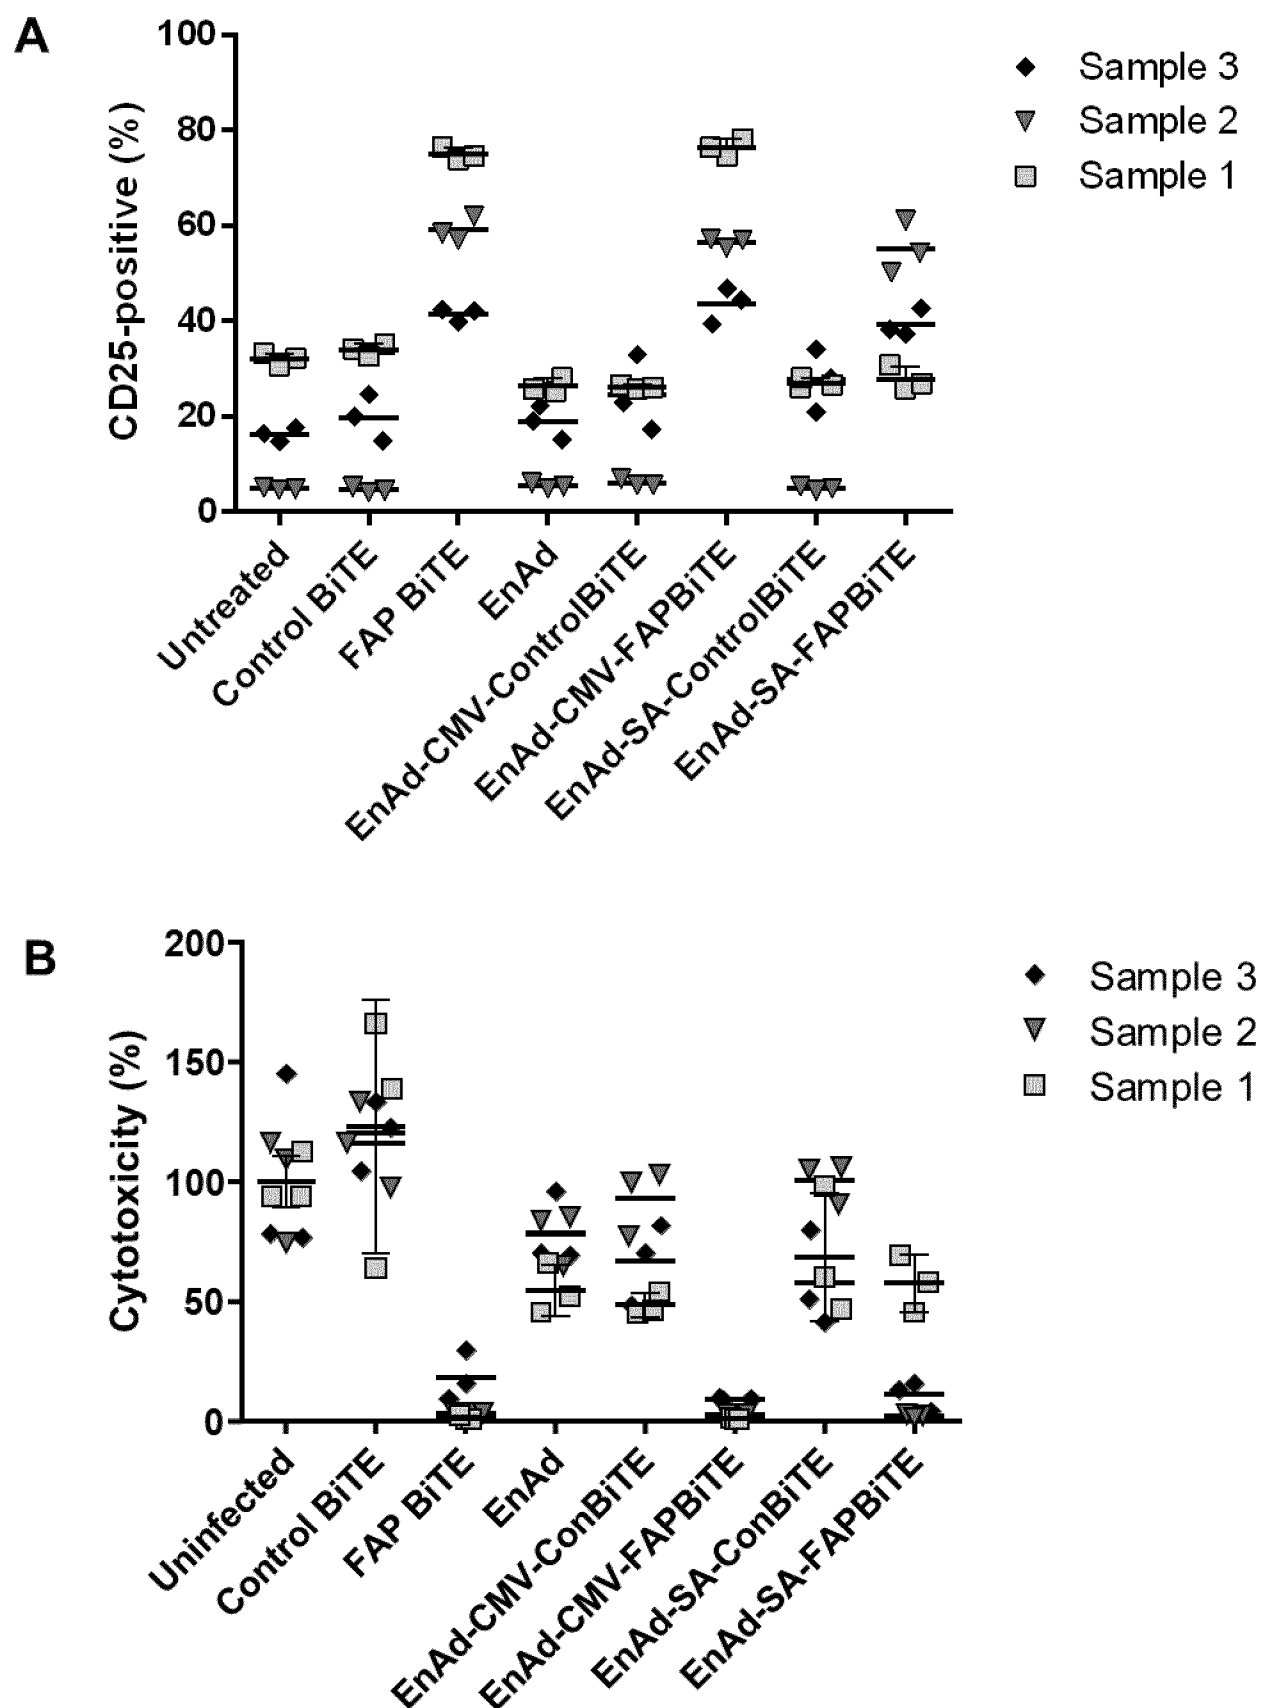 A
CD25-positive (%)
100
80
60
40
20
0
Sample 3
Sample 2
Sample 1
Untreated
Control BiTE
FAP BiTE
EnAd
EnAd-CMV-ControlBiTE
EnAd-CMV-FAPBiTE
EnAd-SA-ControlBiTE
EnAd-SA-FAPBiTE
B
Cytotoxicity (%)
200
150
100
50
0
Sample 3
Sample 2
Sample 1
Uninfected
Control BiTE
FAP BiTE
EnAd
EnAd-CMV-ConBiTE
EnAd-CMV-FAPBiTE
EnAd-SA-ConBiTE
EnAd-SA-FAPBiTE